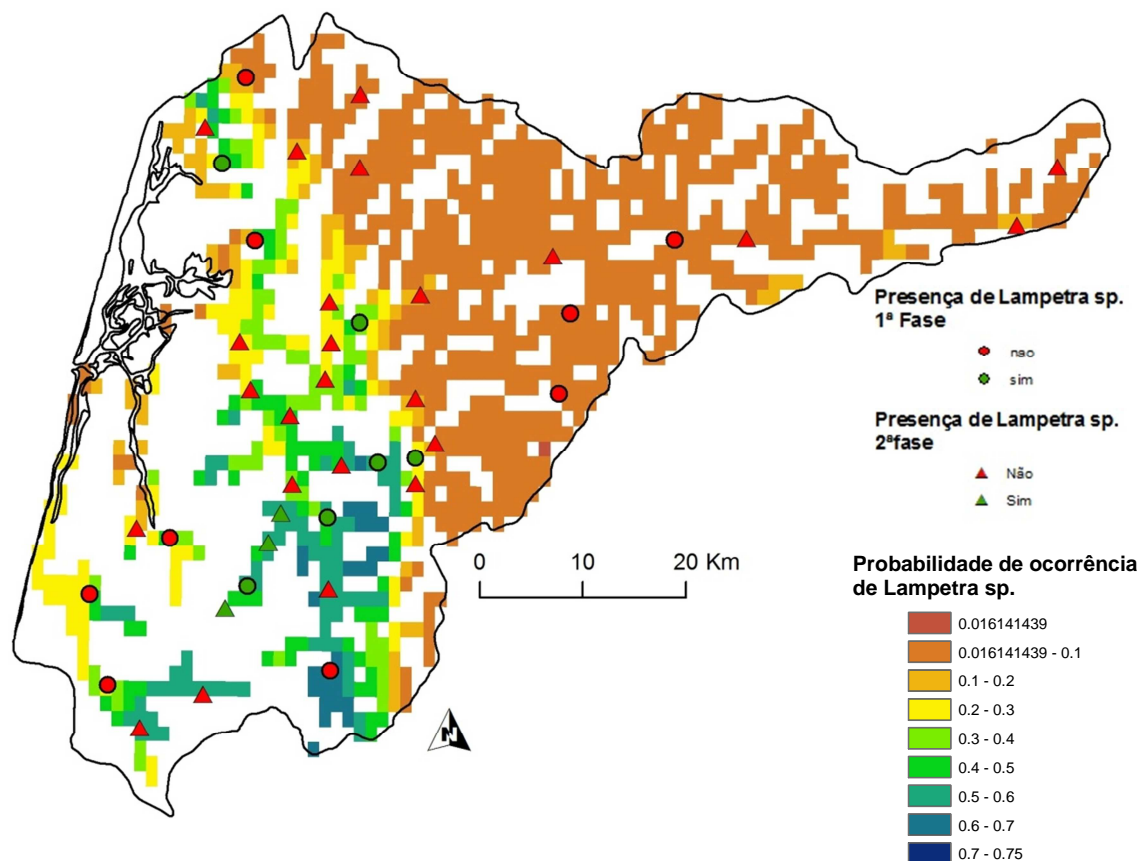 Presença de Lampetra sp.
1ª Fase
nao
sim
Presença de Lampetra sp.
2ªfase
Não
Sim
0 20 Km
N
Probabilidade de ocorrência
de Lampetra sp.
0.016141439
0.016141439 - 0.1
0.1 - 0.2
0.2 - 0.3
0.3 - 0.4
0.4 - 0.5
0.5 - 0.6
0.6 - 0.7
0.7 - 0.75